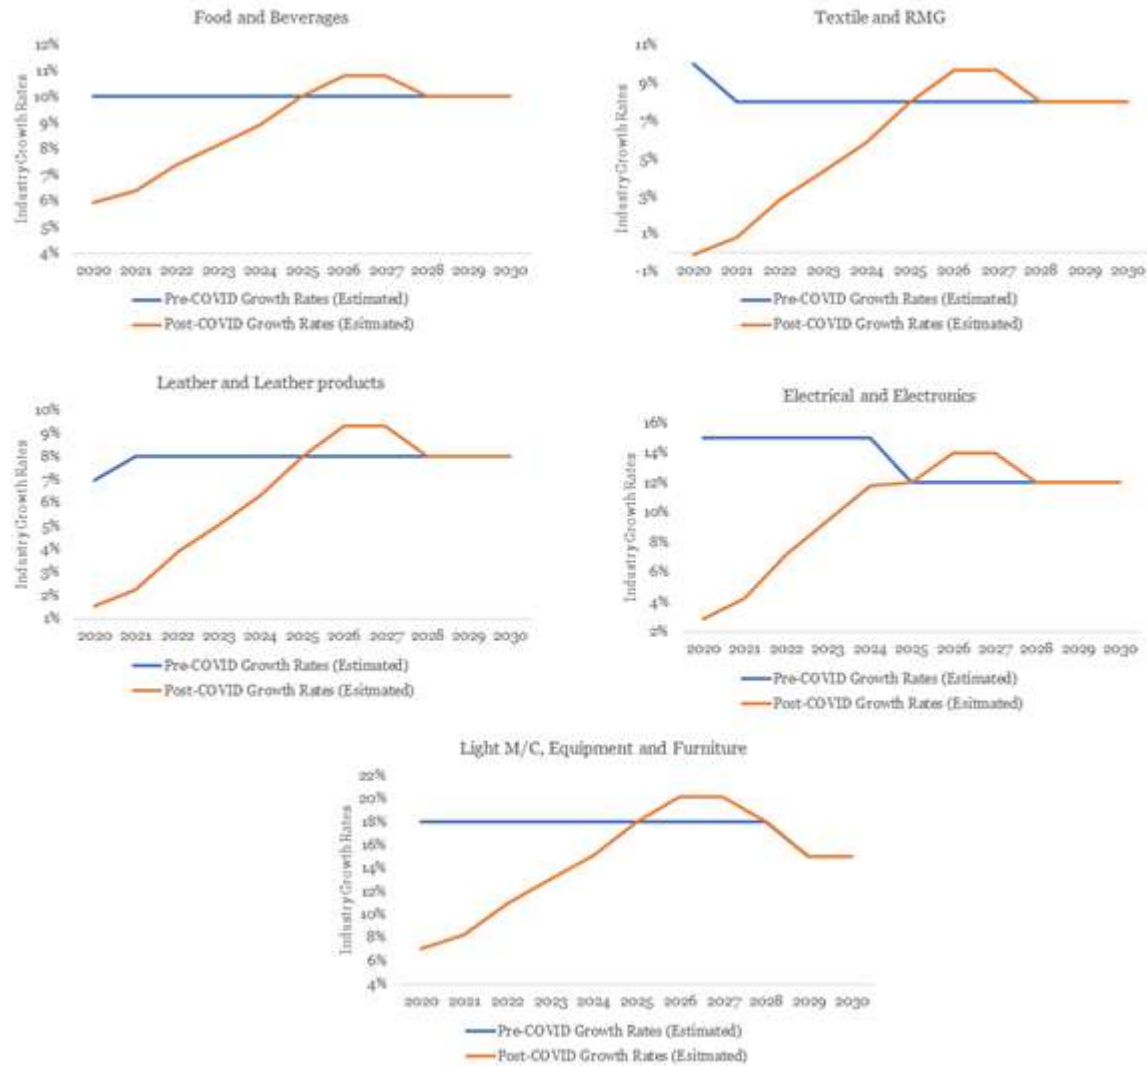 Food and Beverages
12%
11%
10%
9%
8%
7%
6%
5%
4%
Industry Growth Rates
2020 2021 2022 2023 2024 2025 2026 2027 2028 2029 2030
Pre-COVID Growth Rates (Estimated)
Post-COVID Growth Rates (Esitmated)
Textile and RMG
11%
9%
7%
5%
3%
1%
-1%
Industry Growth Rates
2020 2021 2022 2023 2024 2025 2026 2027 2028 2029 2030
Pre-COVID Growth Rates (Estimated)
Post-COVID Growth Rates (Esitmated)
Leather and Leather products
10%
9%
8%
7%
6%
5%
4%
3%
2%
1%
Industry Growth Rates
2020 2021 2022 2023 2024 2025 2026 2027 2028 2029 2030
Pre-COVID Growth Rates (Estimated)
Post-COVID Growth Rates (Esitmated)
Electrical and Electronics
16%
14%
12%
10%
8%
6%
4%
2%
Industry Growth Rates
2020 2021 2022 2023 2024 2025 2026 2027 2028 2029 2030
Pre-COVID Growth Rates (Estimated)
Post-COVID Growth Rates (Esitmated)
Light M/C, Equipment and Furniture
22%
20%
18%
16%
14%
12%
10%
8%
6%
4%
Industry Growth Rates
2020 2021 2022 2023 2024 2025 2026 2027 2028 2029 2030
Pre-COVID Growth Rates (Estimated)
Post-COVID Growth Rates (Esitmated)